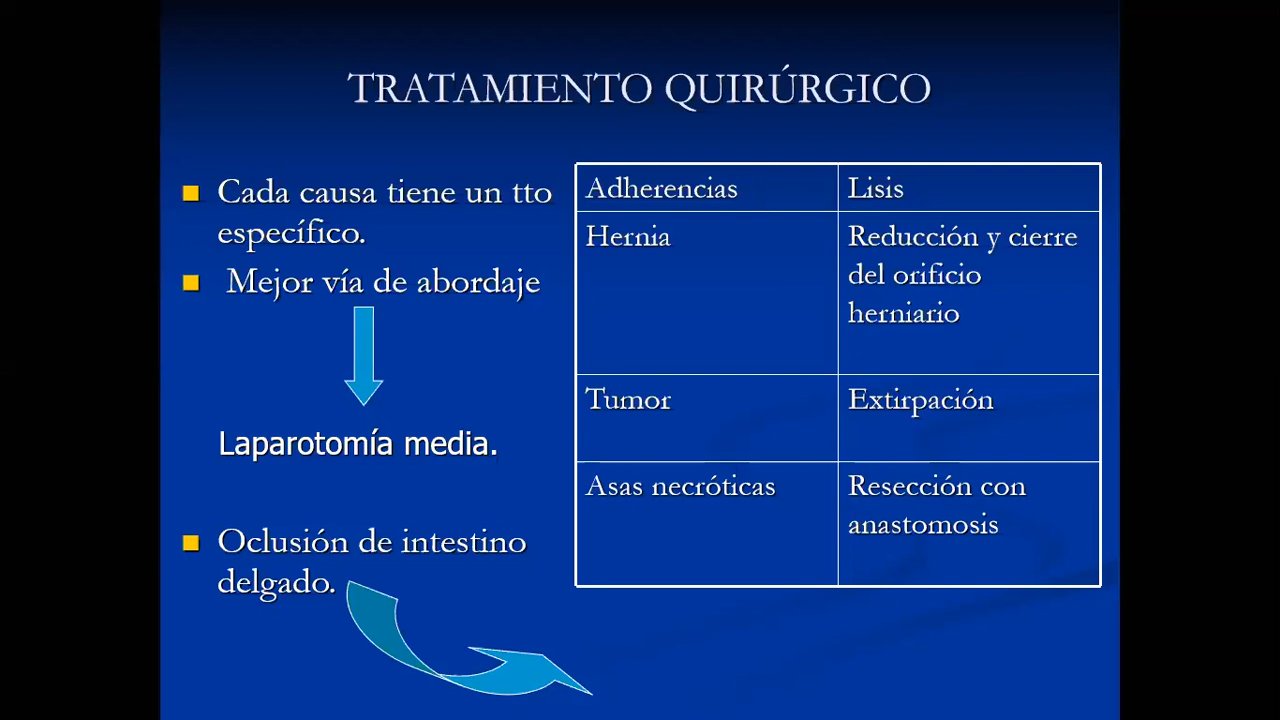 TRATAMIENTO QUIRÚRGICO
Cada causa tiene un tto
específico.
Mejor vía de abordaje
Laparotomía media.
Oclusión de intestino
delgado.
Adherencias
Lisis
Hernia
Reducción y cierre
del orificio
herniario
Tumor
Extirpación
Asas necróticas
Resección con
anastomosis